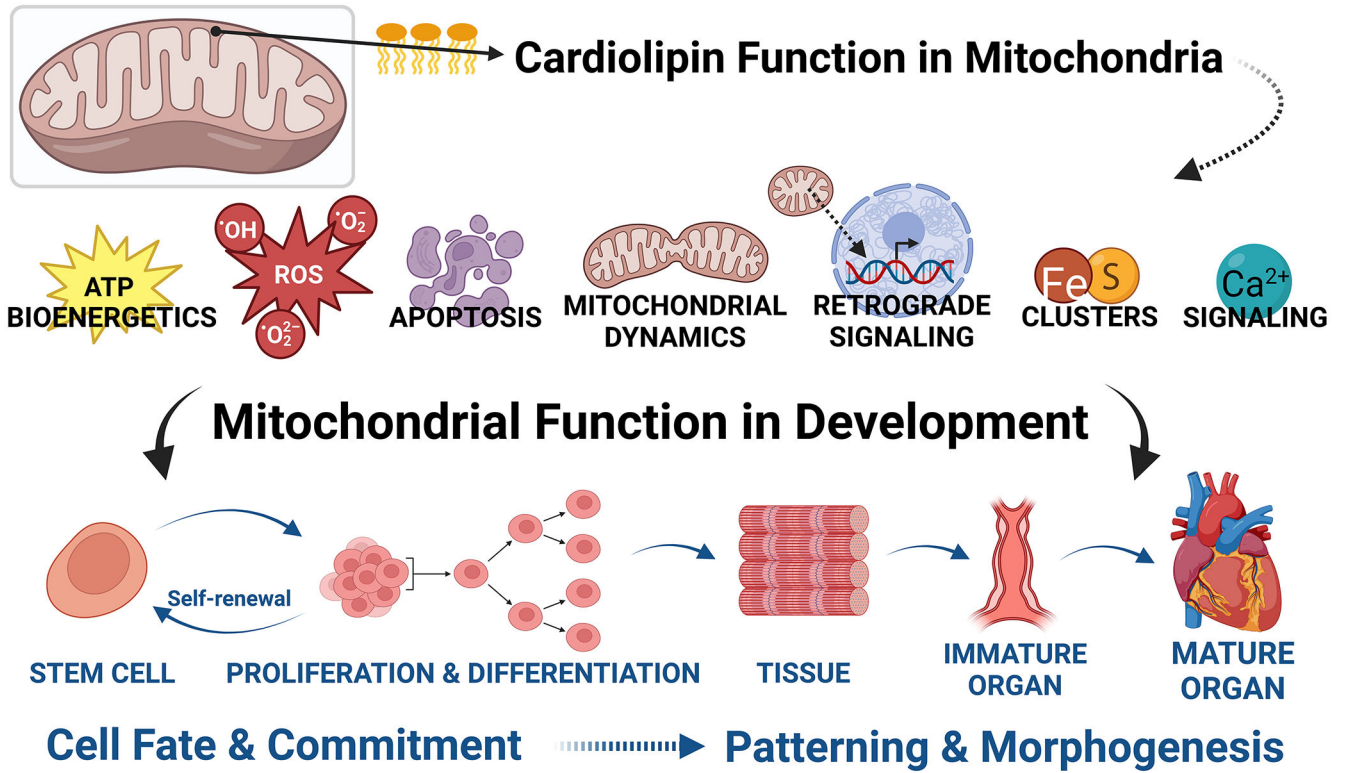 Cardiolipin Function in Mitochondria
•OH
•O₂⁻
ROS
•O₂²⁻
ATP
BIOENERGETICS
APOPTOSIS
MITOCHONDRIAL
DYNAMICS
RETROGRADE
SIGNALING
Fe S
CLUSTERS
Ca²⁺
SIGNALING
Mitochondrial Function in Development
Self-renewal
STEM CELL
PROLIFERATION & DIFFERENTIATION
TISSUE
IMMATURE
ORGAN
MATURE
ORGAN
Cell Fate & Commitment
Patterning & Morphogenesis